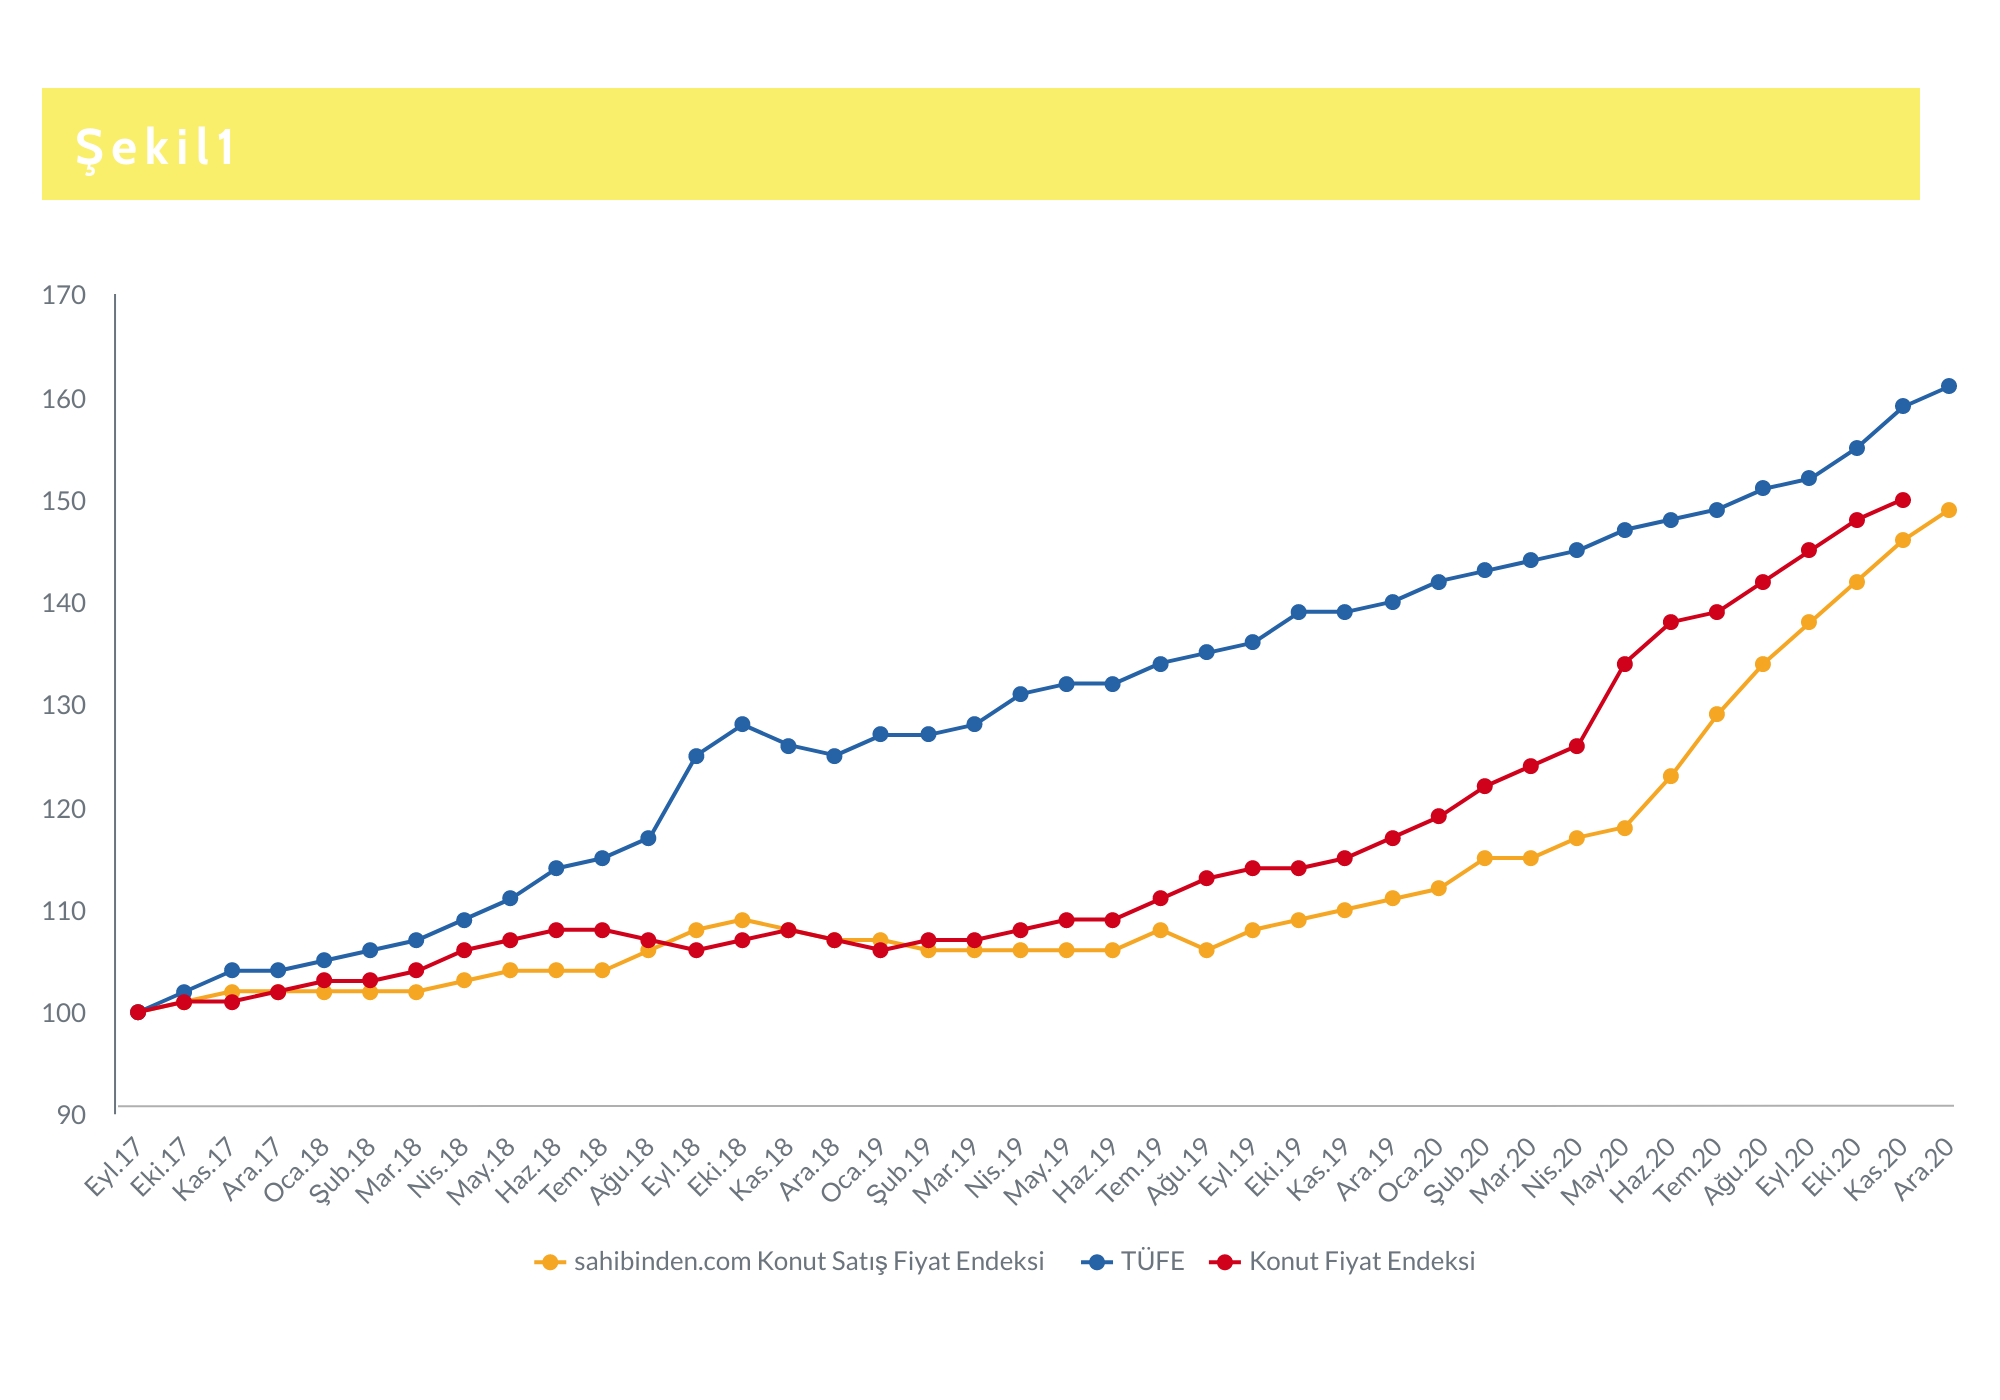 Şekil1
170
160
150
140
130
120
110
100
90
Eyl.17
Eki.17
Kas.17
Ara.17
Oca.18
Şub.18
Mar.18
Nis.18
May.18
Haz.18
Tem.18
Ağu.18
Eyl.18
Eki.18
Kas.18
Ara.18
Oca.19
Şub.19
Mar.19
Nis.19
May.19
Haz.19
Tem.19
Ağu.19
Eyl.19
Eki.19
Kas.19
Ara.19
Oca.20
Şub.20
Mar.20
Nis.20
May.20
Haz.20
Tem.20
Ağu.20
Eyl.20
Eki.20
Kas.20
Ara.20
sahibinden.com Konut Satış Fiyat Endeksi TÜFE Konut Fiyat Endeksi